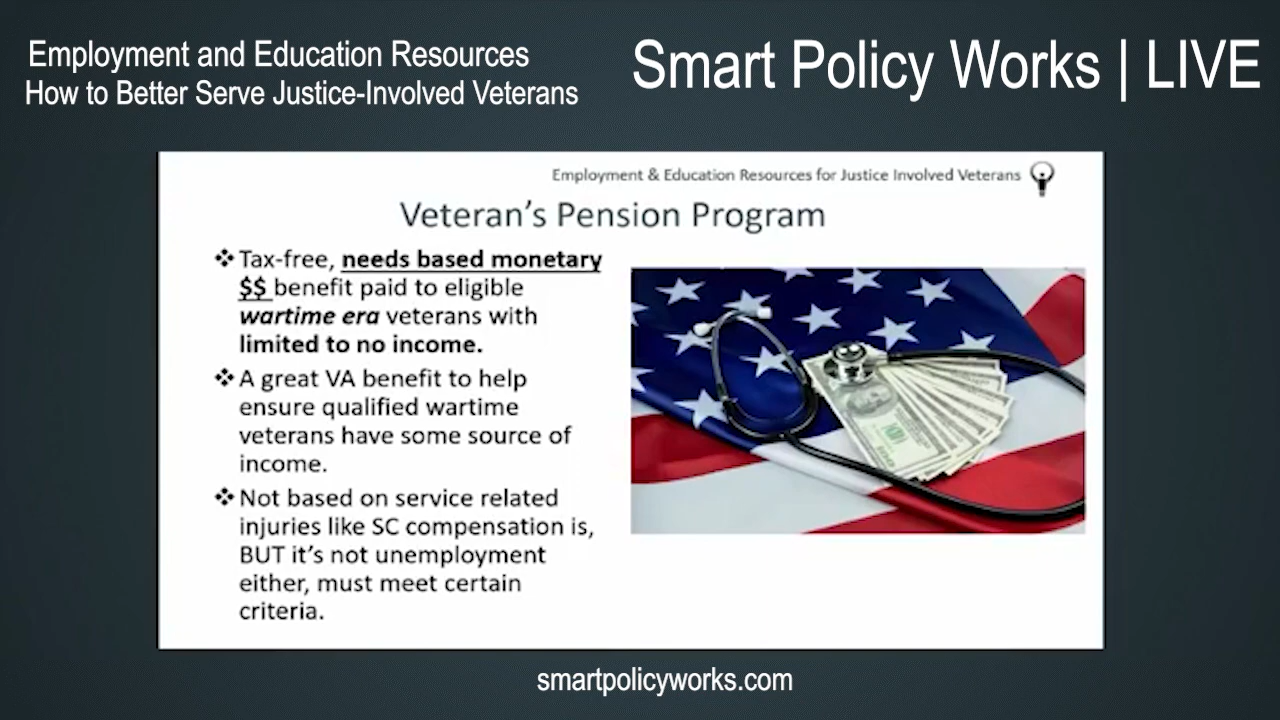 Employment and Education Resources
How to Better Serve Justice-Involved Veterans
Smart Policy Works | LIVE
Employment & Education Resources for Justice Involved Veterans
Veteran's Pension Program
❖ Tax-free, needs based monetary
$$ benefit paid to eligible
wartime era veterans with
limited to no income.
❖ A great VA benefit to help
ensure qualified wartime
veterans have some source of
income.
❖ Not based on service related
injuries like SC compensation is,
BUT it's not unemployment
either, must meet certain
criteria.
smartpolicyworks.com